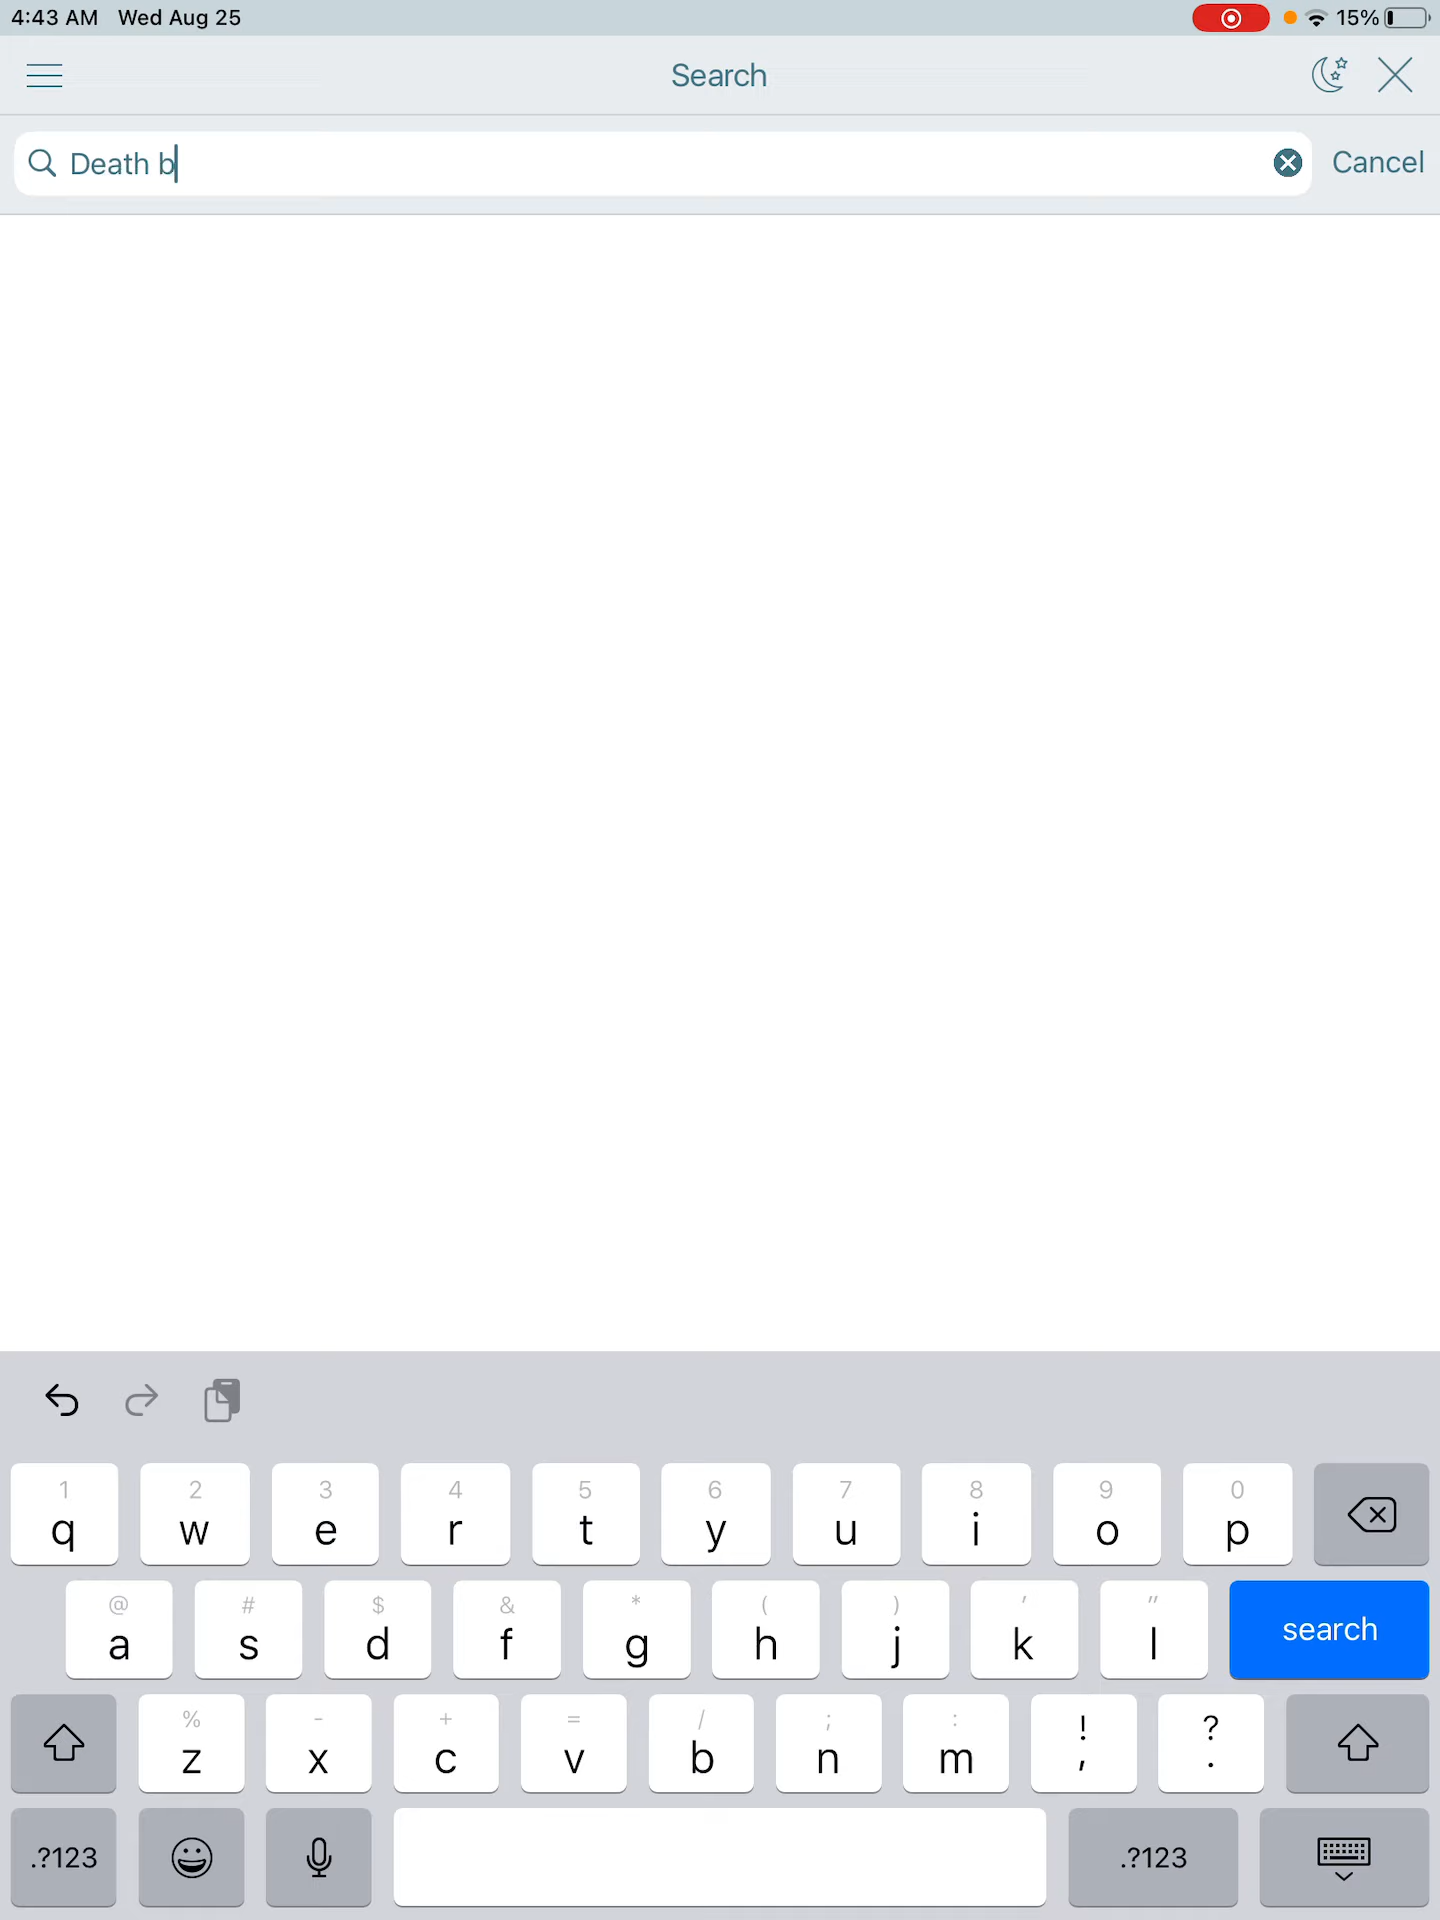 4:43 AM Wed Aug 25 15%
Search
Death b Cancel
1 2 3 4 5 6 7 8 9 0
q w e r t y u i o p
@ # $ & * ( ) ' "
a s d f g h j k l search
% - + = / ; : ! ?
z x c v b n m , .
.?123 .?123